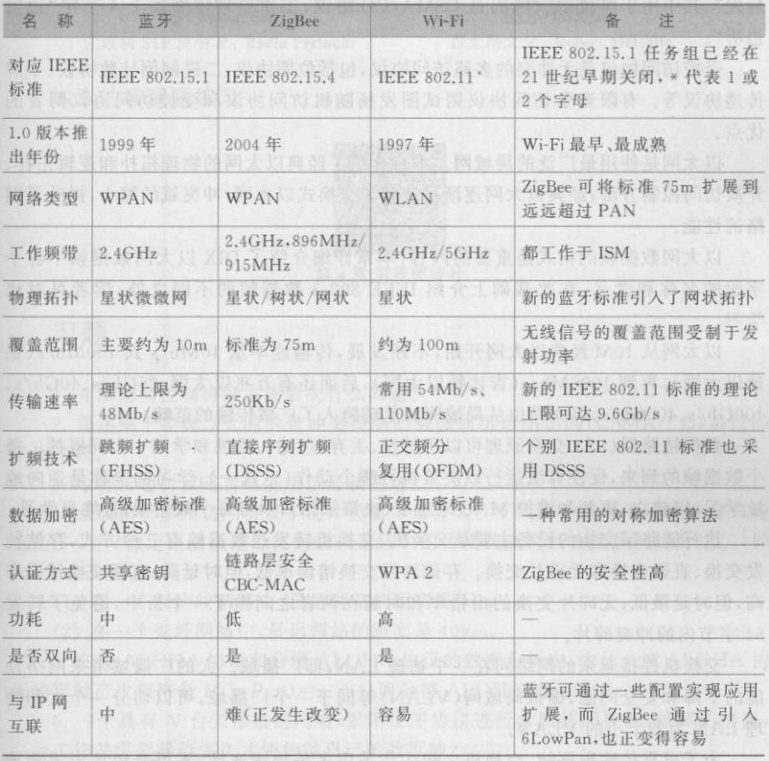 名 称 蓝牙 ZigBee Wi-Fi 备 注
对应 IEEE 标准 IEEE 802.15.1 IEEE 802.15.4 IEEE 802.11* IEEE 802.15.1 任务组已经在 21 世纪早期关闭,* 代表 1 或 2 个字母
1.0 版本推出年份 1999 年 2004 年 1997 年 Wi-Fi 最早、最成熟
网络类型 WPAN WPAN WLAN ZigBee 可将标准 75m 扩展到远远超过 PAN
工作频带 2.4GHz 2.4GHz,896MHz/915MHz 2.4GHz/5GHz 都工作于 ISM
物理拓扑 星状微微网 星状/树状/网状 星状 新的蓝牙标准引入了网状拓扑
覆盖范围 主要约为 10m 标准为 75m 约为 100m 无线信号的覆盖范围受制于发射功率
传输速率 理论上限为 48Mb/s 250Kb/s 常用 54Mb/s、110Mb/s 新的 IEEE 802.11 标准的理论上限可达 9.6Gb/s
扩频技术 跳频扩频(FHSS) 直接序列扩频(DSSS) 正交频分复用(OFDM) 个别 IEEE 802.11 标准也采用 DSSS
数据加密 高级加密标准(AES) 高级加密标准(AES) 高级加密标准(AES) 一种常用的对称加密算法
认证方式 共享密钥 链路层安全 CBC-MAC WPA 2 ZigBee 的安全性高
功耗 中 低 高 —
是否双向 否 是 是 —
与 IP 网互联 中 难(正发生改变) 容易 蓝牙可通过一些配置实现应用扩展,而 ZigBee 通过引入 6LowPan,也正变得容易